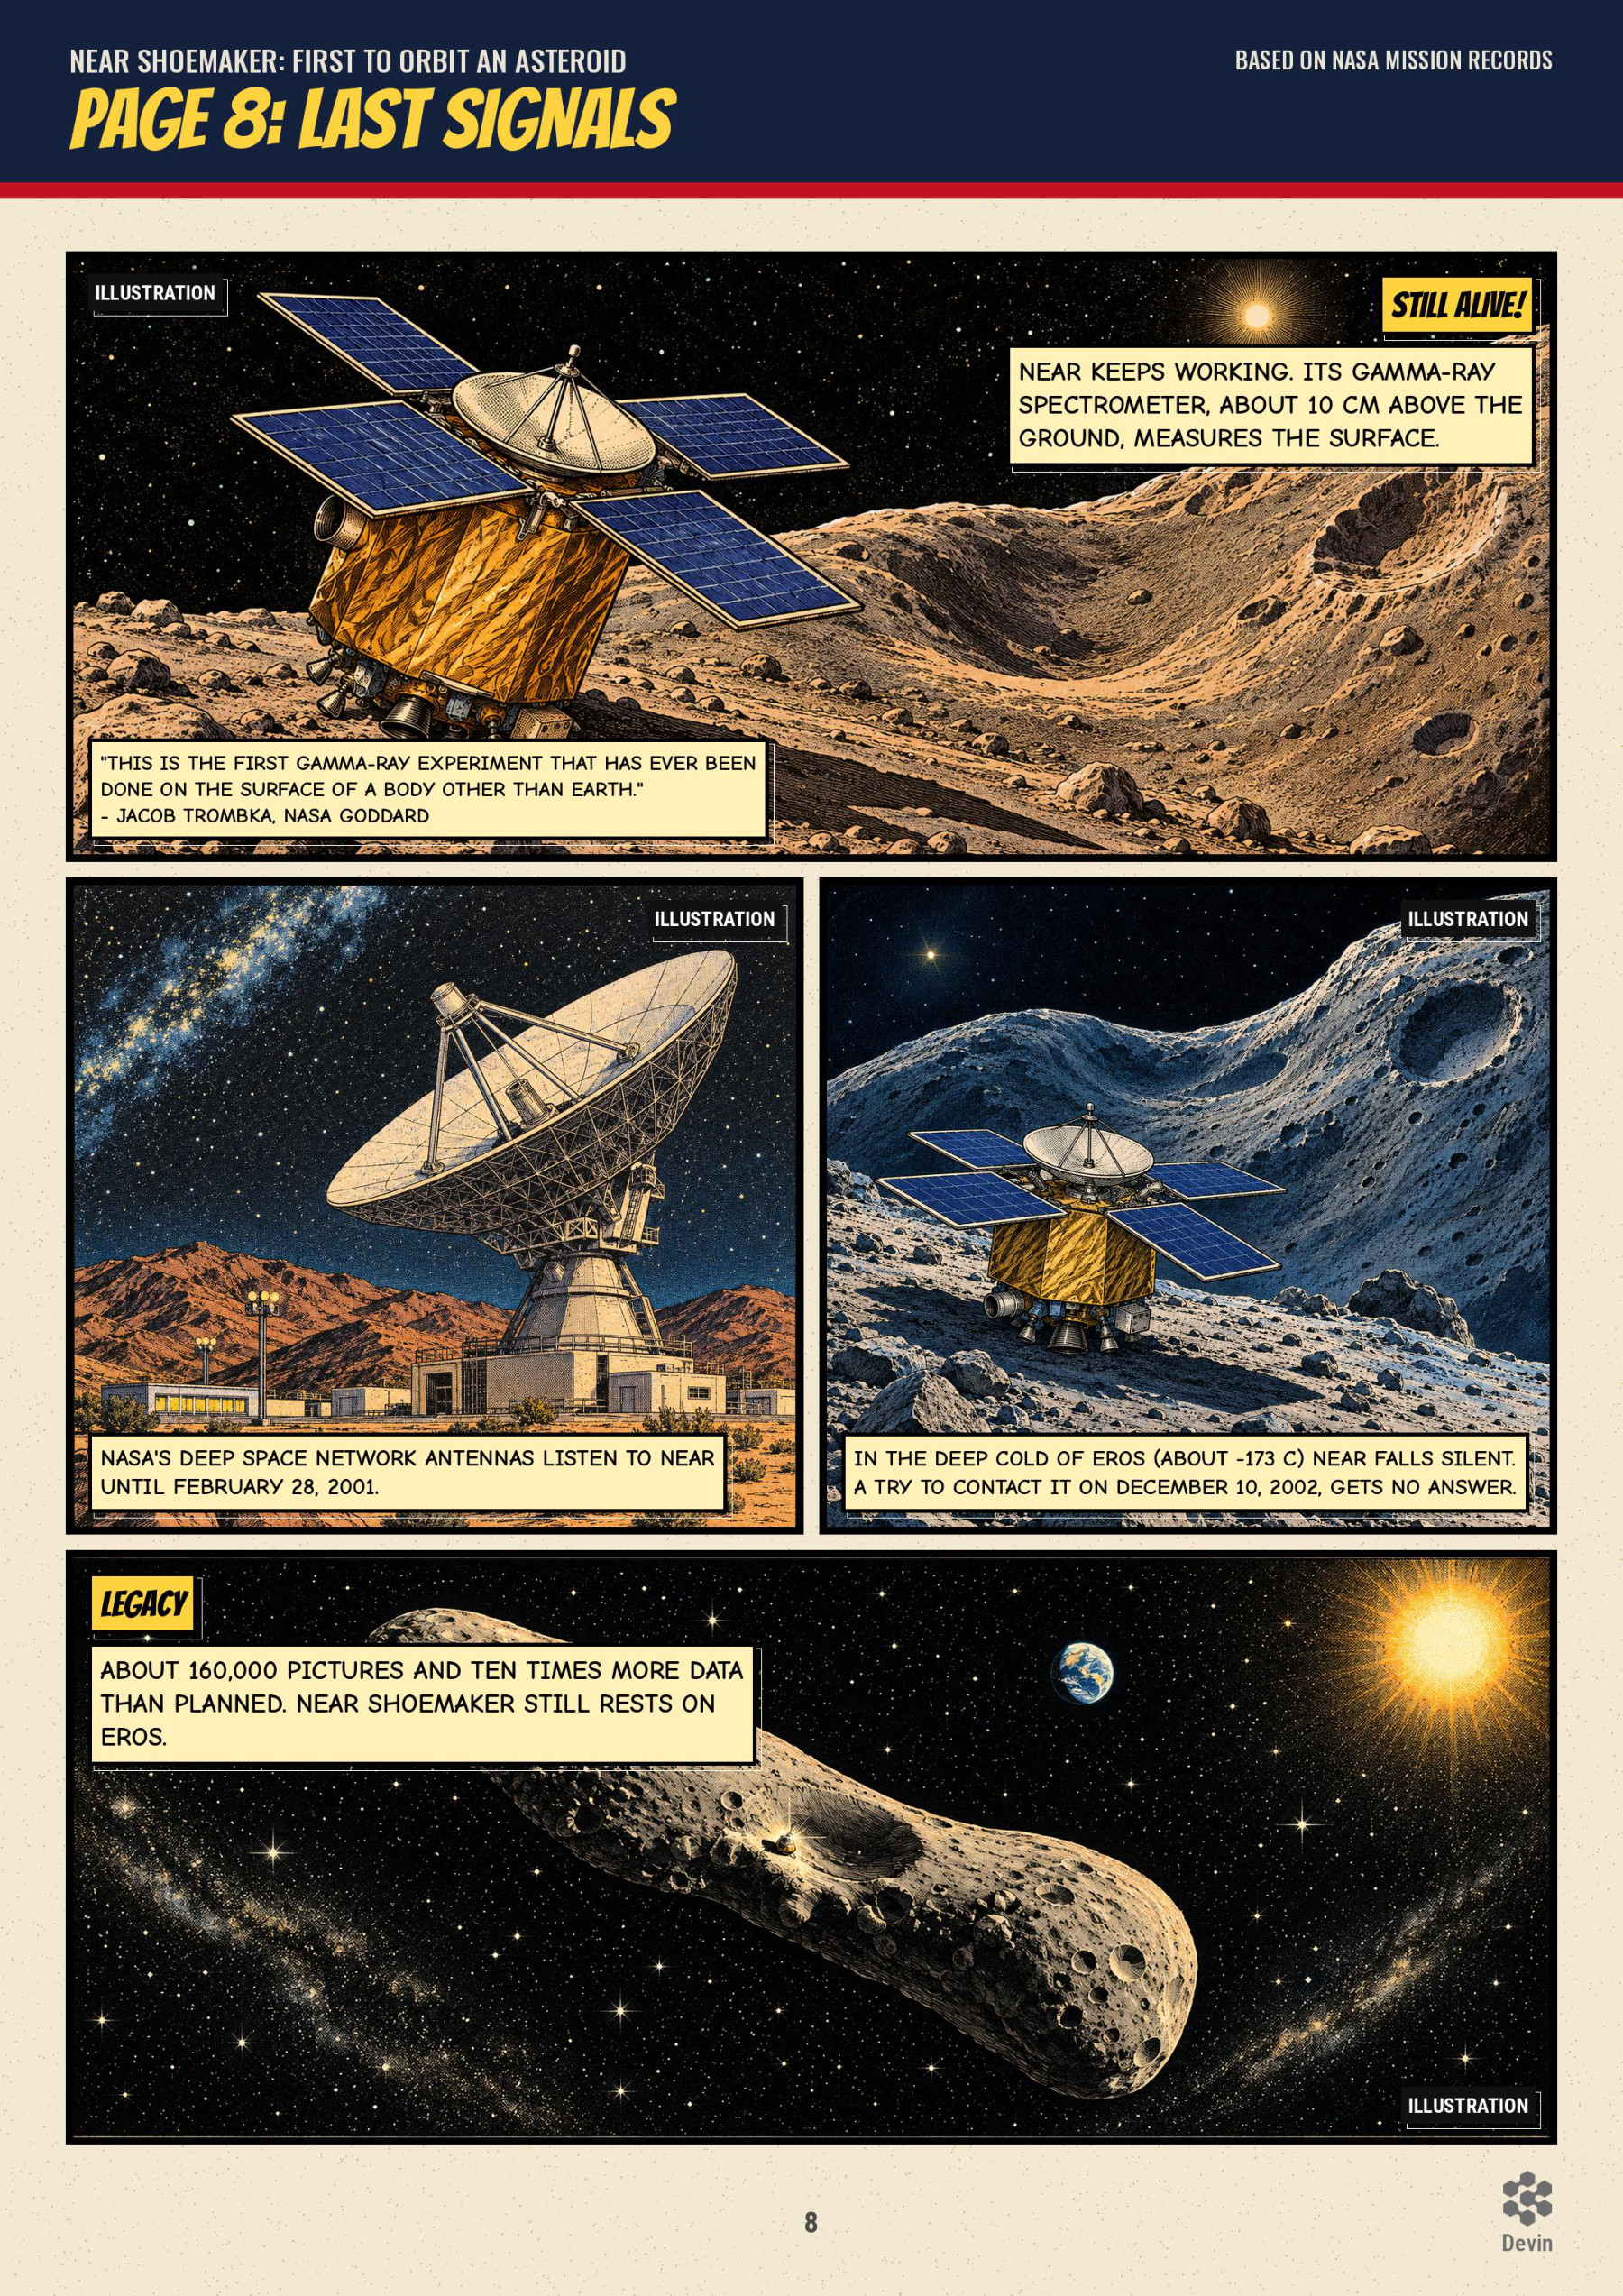 NEAR SHOEMAKER: FIRST TO ORBIT AN ASTEROID
BASED ON NASA MISSION RECORDS
PAGE 8: LAST SIGNALS
ILLUSTRATION
STILL ALIVE!
NEAR KEEPS WORKING. ITS GAMMA-RAY
SPECTROMETER, ABOUT 10 CM ABOVE THE
GROUND, MEASURES THE SURFACE.
"THIS IS THE FIRST GAMMA-RAY EXPERIMENT THAT HAS EVER BEEN
DONE ON THE SURFACE OF A BODY OTHER THAN EARTH."
- JACOB TROMBKA, NASA GODDARD
ILLUSTRATION
NASA'S DEEP SPACE NETWORK ANTENNAS LISTEN TO NEAR
UNTIL FEBRUARY 28, 2001.
ILLUSTRATION
IN THE DEEP COLD OF EROS (ABOUT -173 C) NEAR FALLS SILENT.
A TRY TO CONTACT IT ON DECEMBER 10, 2002, GETS NO ANSWER.
LEGACY
ABOUT 160,000 PICTURES AND TEN TIMES MORE DATA
THAN PLANNED. NEAR SHOEMAKER STILL RESTS ON
EROS.
ILLUSTRATION
8
Devin